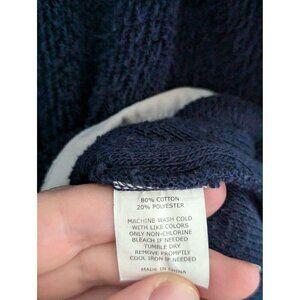 80% COTTON
20% POLYESTER
MACHINE WASH COLD
WITH LIKE COLORS
ONLY NON-CHLORINE
BLEACH IF NEEDED
TUMBLE DRY
REMOVE PROMPTLY
COOL IRON IF NEEDED
MADE IN CHINA